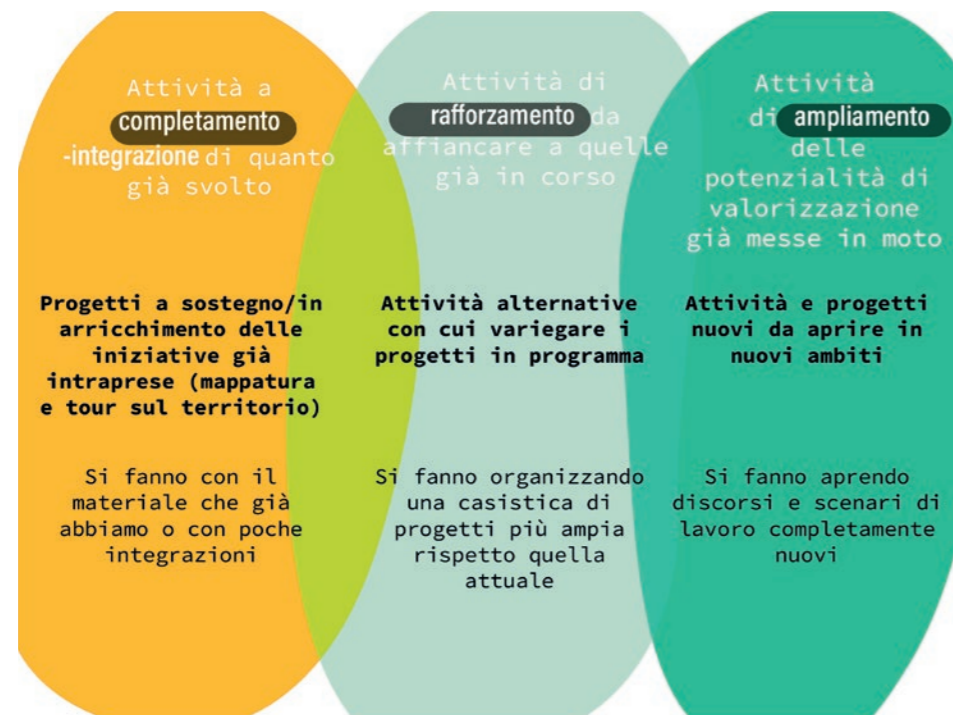 Attività a
completamento
-integrazione di quanto
già svolto
Progetti a sostegno/in
arricchimento delle
iniziative già
intraprese (mappatura
e tour sul territorio)
Si fanno con il
materiale che già
abbiamo o con poche
integrazioni
Attività di
rafforzamento da
affiancare a quelle
già in corso
Attività alternative
con cui variegare i
progetti in programma
Si fanno organizzando
una casistica di
progetti più ampia
rispetto quella
attuale
Attività
di ampliamento
delle
potenzialità di
valorizzazione
già messe in moto
Attività e progetti
nuovi da aprire in
nuovi ambiti
Si fanno aprendo
discorsi e scenari di
lavoro completamente
nuovi